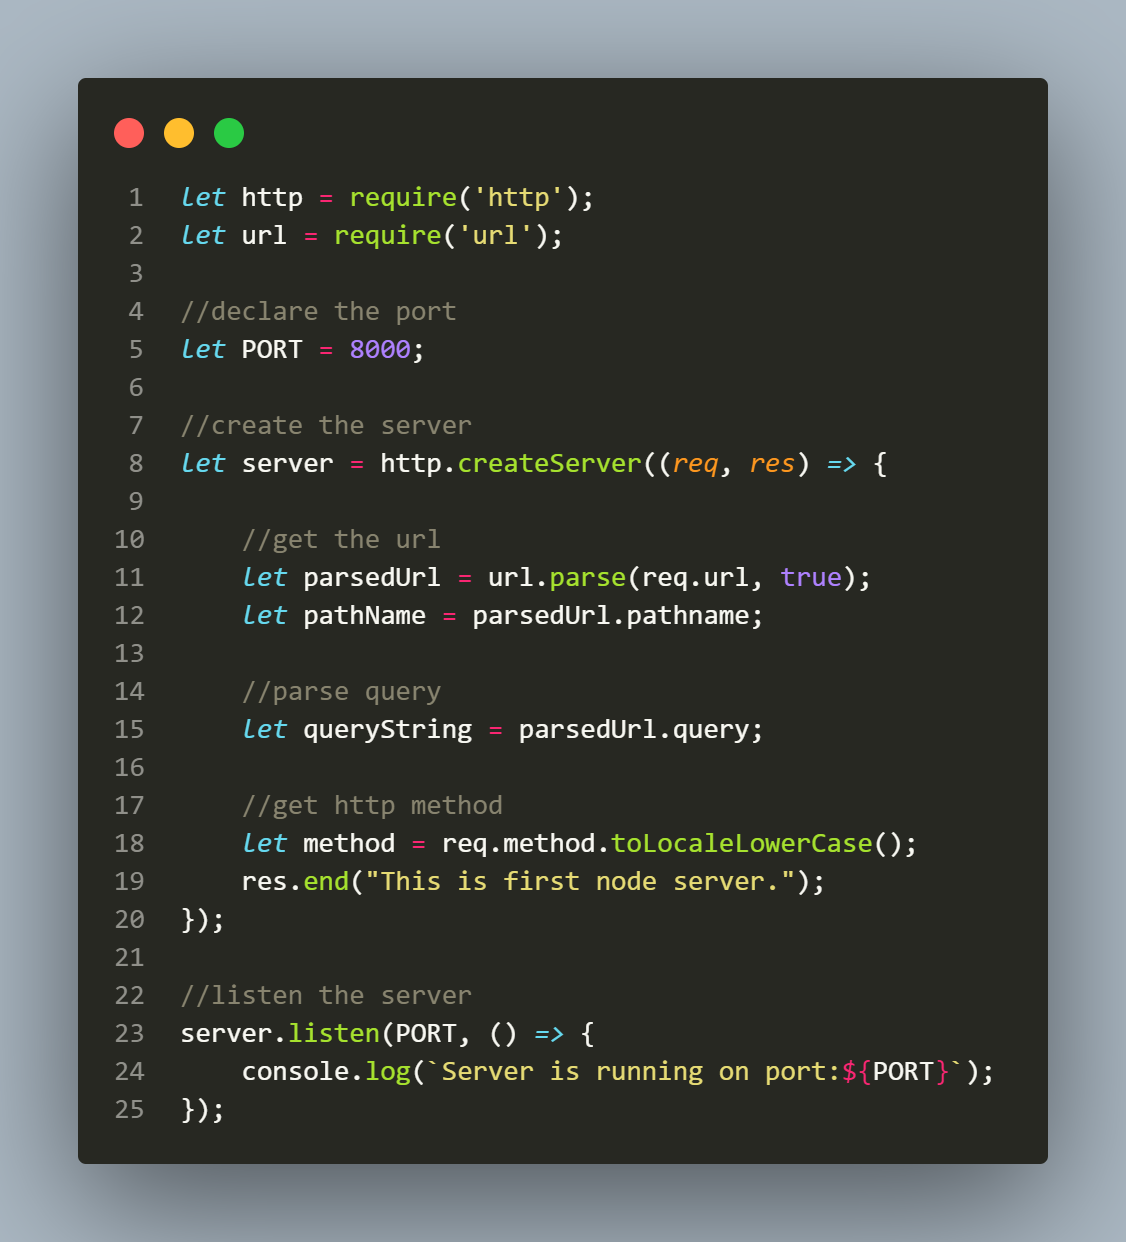 1 let http = require('http');
2 let url = require('url');
3
4 //declare the port
5 let PORT = 8000;
6
7 //create the server
8 let server = http.createServer((req, res) => {
9
10     //get the url
11     let parsedUrl = url.parse(req.url, true);
12     let pathName = parsedUrl.pathname;
13
14     //parse query
15     let queryString = parsedUrl.query;
16
17     //get http method
18     let method = req.method.toLocaleLowerCase();
19     res.end("This is first node server.");
20 });
21
22 //listen the server
23 server.listen(PORT, () => {
24     console.log(`Server is running on port:${PORT}`);
25 });